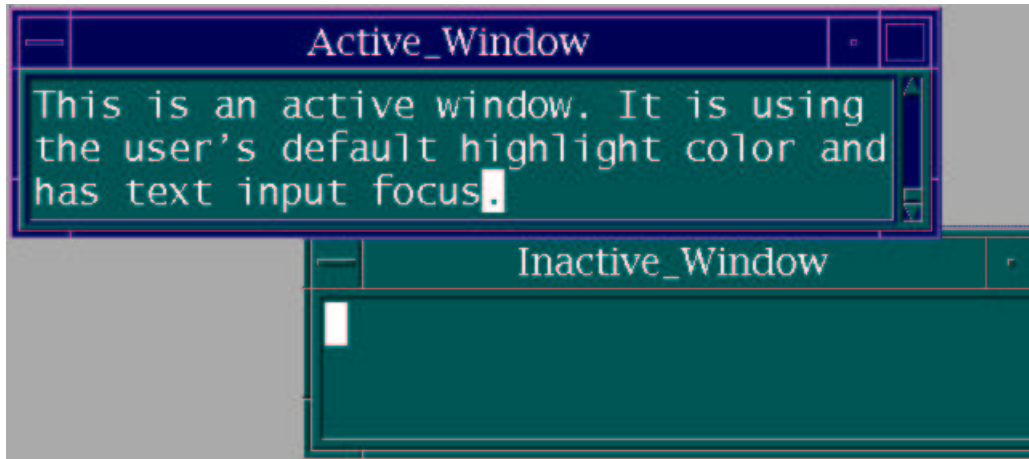 Active_Window
This is an active window. It is using
the user's default highlight color and
has text input focus.
Inactive_Window